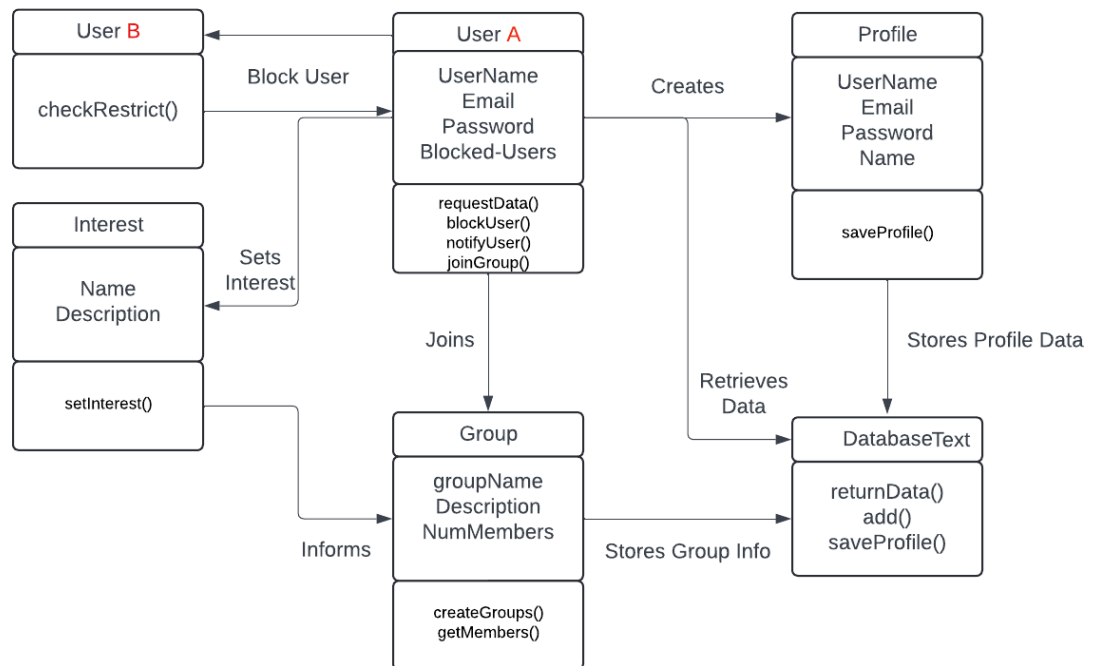 User B
checkRestrict()
Block User
User A
UserName
Email
Password
Blocked-Users
requestData()
blockUser()
notifyUser()
joinGroup()
Creates
Profile
UserName
Email
Password
Name
saveProfile()
Interest
Name
Description
setInterest()
Sets
Interest
Joins
Retrieves
Data
Stores Profile Data
Group
groupName
Description
NumMembers
createGroups()
getMembers()
Informs
Stores Group Info
DatabaseText
returnData()
add()
saveProfile()